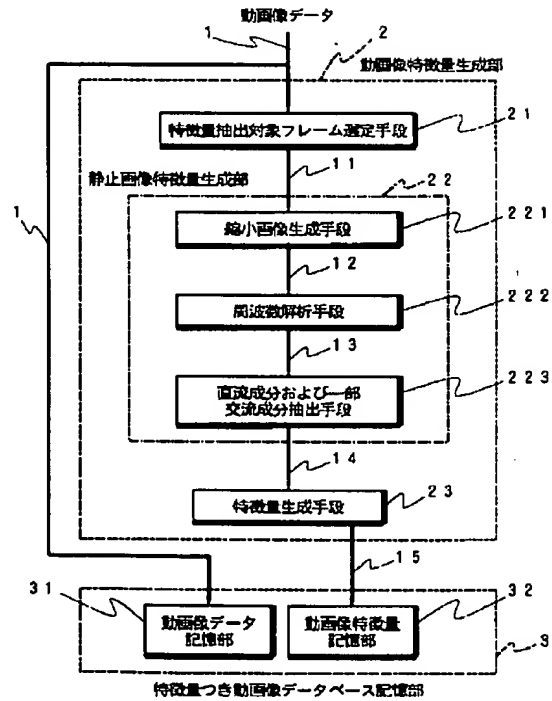 動画像データ
1
2
動画像特徴量生成部
特徴量抽出対象フレーム選定手段
21
11
静止画像特徴量生成部
22
1
縮小画像生成手段
221
12
周波数解析手段
222
13
直流成分および一部
交流成分抽出手段
223
14
特徴量生成手段
23
15
31
動画像データ
記憶部
動画像特徴量
記憶部
32
3
特徴量つき動画像データベース記憶部